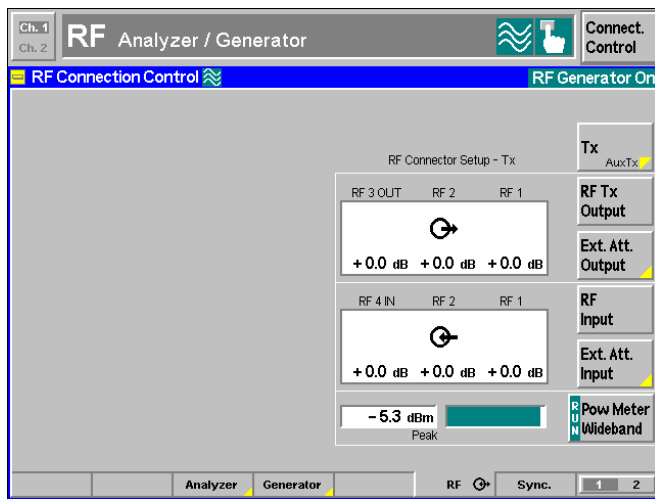 Ch. 1
Ch. 2
RF Analyzer / Generator
Connect.
Control
RF Connection Control
RF Generator On
RF Connector Setup - Tx
Tx
AuxTx
RF 3 OUT RF 2 RF 1
+ 0.0 dB + 0.0 dB + 0.0 dB
RF Tx
Output
Ext. Att.
Output
RF 4 IN RF 2 RF 1
+ 0.0 dB + 0.0 dB + 0.0 dB
RF
Input
Ext. Att.
Input
- 5.3 dBm
Peak
RUN
Pow Meter
Wideband
Analyzer Generator RF Sync. 1 2